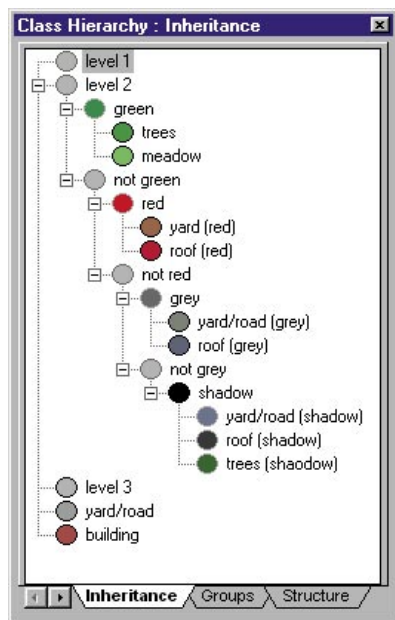 Class Hierarchy : Inheritance
level 1
level 2
green
trees
meadow
not green
red
yard (red)
roof (red)
not red
grey
yard/road (grey)
roof (grey)
not grey
shadow
yard/road (shadow)
roof (shadow)
trees (shaodow)
level 3
yard/road
building
Inheritance Groups Structure